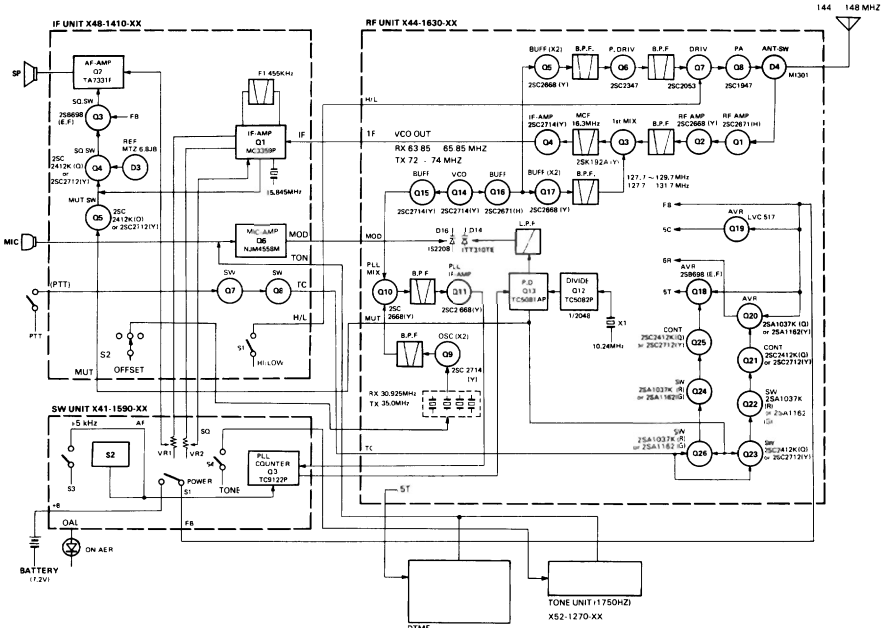 144 148 MHZ
IF UNIT X48-1410-XX
RF UNIT X44-1630-XX
AF-AMP
Q2
TA7331F
SP
F1 455KHz
SQ.SW
2SB698
(E,F)
Q3
F8
IF-AMP
Q1
MC3359P
IF
SQ SW
2SC
2412K (Q)
or
2SC2712(Y)
Q4
REF
MTZ 6.8JB
D3
15.845MHz
MUT SW
Q5
2SC
2412K(Q)
or 2SC2712(Y)
MIC
MIC-AMP
Q6
NJM4558M
MOD
TON
(PTT)
SW
Q7
SW
Q8
TC
H/L
PTT
S2
OFFSET
S1
HI/LOW
MUT
BUFF (X2)
Q5
2SC2668 (Y)
B.P.F.
P. DRIV
Q6
2SC2347
B.P.F
DRIV
Q7
2SC2053
PA
Q8
2SC1947
ANT-SW
D4
MI301
H/L
IF
IF-AMP
2SC2714(Y)
Q4
MCF
16.3MHz
1st MIX
Q3
2SK192A(Y)
B.P.F
RF AMP
2SC2668 (Y)
Q2
RF AMP
2SC2671(H)
Q1
VCO OUT
RX 63 85 65 85 MHZ
TX 72 - 74 MHZ
BUFF
Q15
2SC2714(Y)
VCO
Q14
2SC2714(Y)
BUFF
Q16
2SC2671(H)
BUFF (X2)
Q17
2SC2668 (Y)
B.P.F.
127.7 ~ 129.7 MHz
127 7 131.7 MHz
MOD
D16
1S2208
D14
ITT310TE
L.P.F
PLL
MIX
Q10
2SC
2668(Y)
B.P.F
PLL
IF-AMP
Q11
2SC2668(Y)
P.D
Q13
TC5081AP
DIVIDE
Q12
TC5082P
1/2048
X1
10.24MHz
MUT
B.P.F
OSC (X2)
Q9
2SC 2714
(Y)
RX 30.925MHz
TX 35.0MHz
F8
AVR
LVC 517
Q19
5C
6R
AVR
2SB698 (E,F)
Q18
5T
AVR
Q20
2SA1037K (Q)
or 2SA1162(Y)
CONT
2SC2412K(Q)
or 2SC2712(Y)
Q25
CONT
2SC2412K(Q)
or 2SC2712(Y)
Q21
SW
2SA1037K (R)
or 2SA1162(G)
Q24
SW
2SA1037K
(R)
or 2SA1162
(G)
Q22
SW
2SA1037K (R)
or 2SA1162 (G)
Q26
SW
2SC2412K(Q)
or 2SC2712(Y)
Q23
TC
5T
SW UNIT X41-1590-XX
+5 kHz
AF
SQ
S2
S3
VR1
VR2
S4
TONE
POWER
S1
PLL
COUNTER
Q3
TC9122P
+B
F8
OAL
ON AER
BATTERY
(7.2V)
DTMF
TONE UNIT (1750HZ)
X52-1270-XX